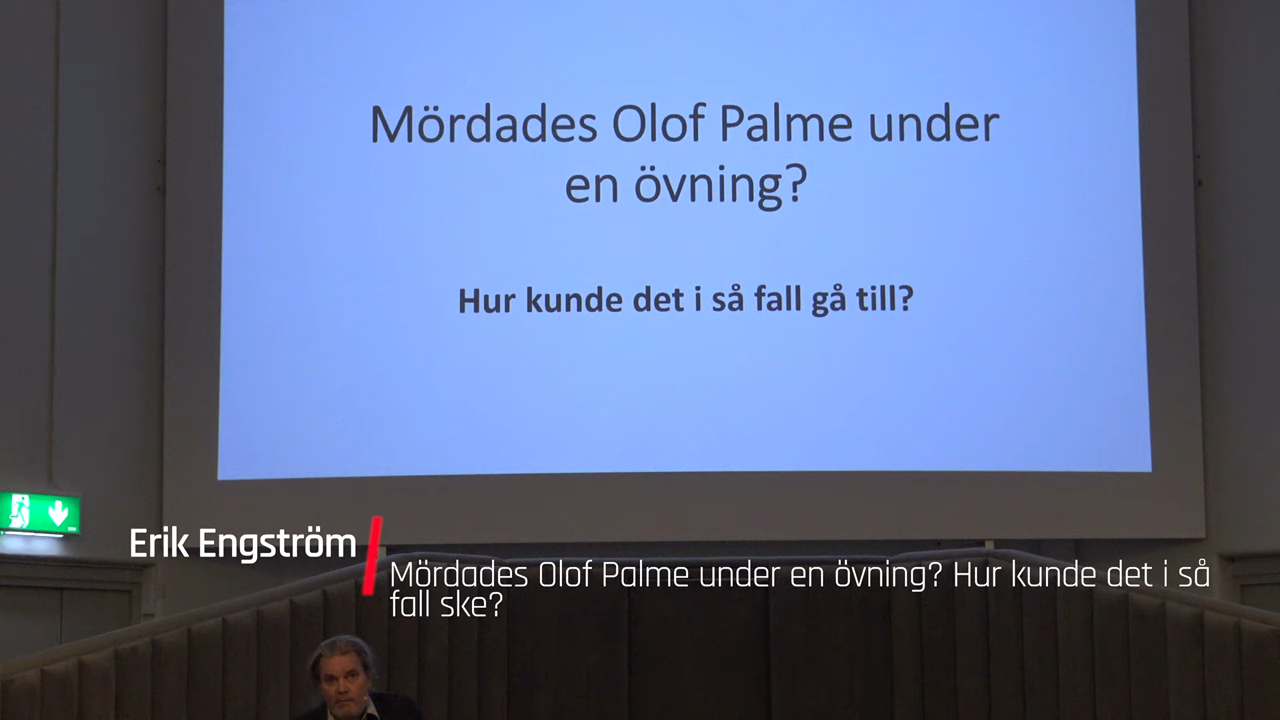 Mördades Olof Palme under
en övning?
Hur kunde det i så fall gå till?
Erik Engström
Mördades Olof Palme under en övning? Hur kunde det i så
fall ske?